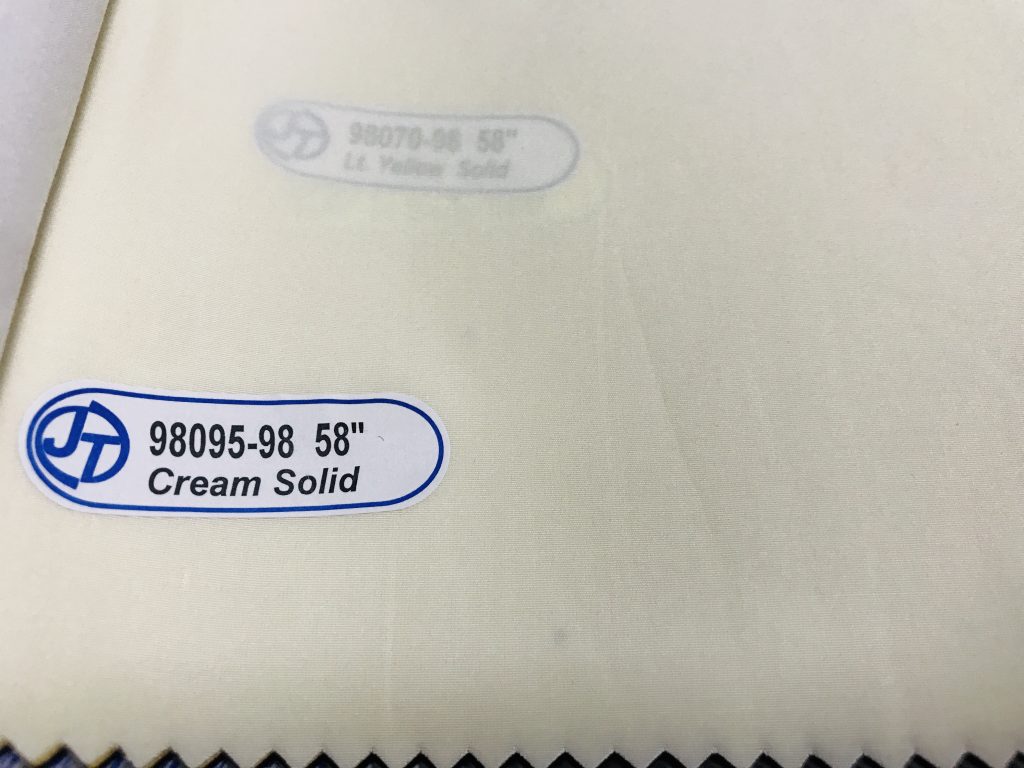 JT
98070-98 58"
Lt. Yellow Solid
JT
98095-98 58"
Cream Solid